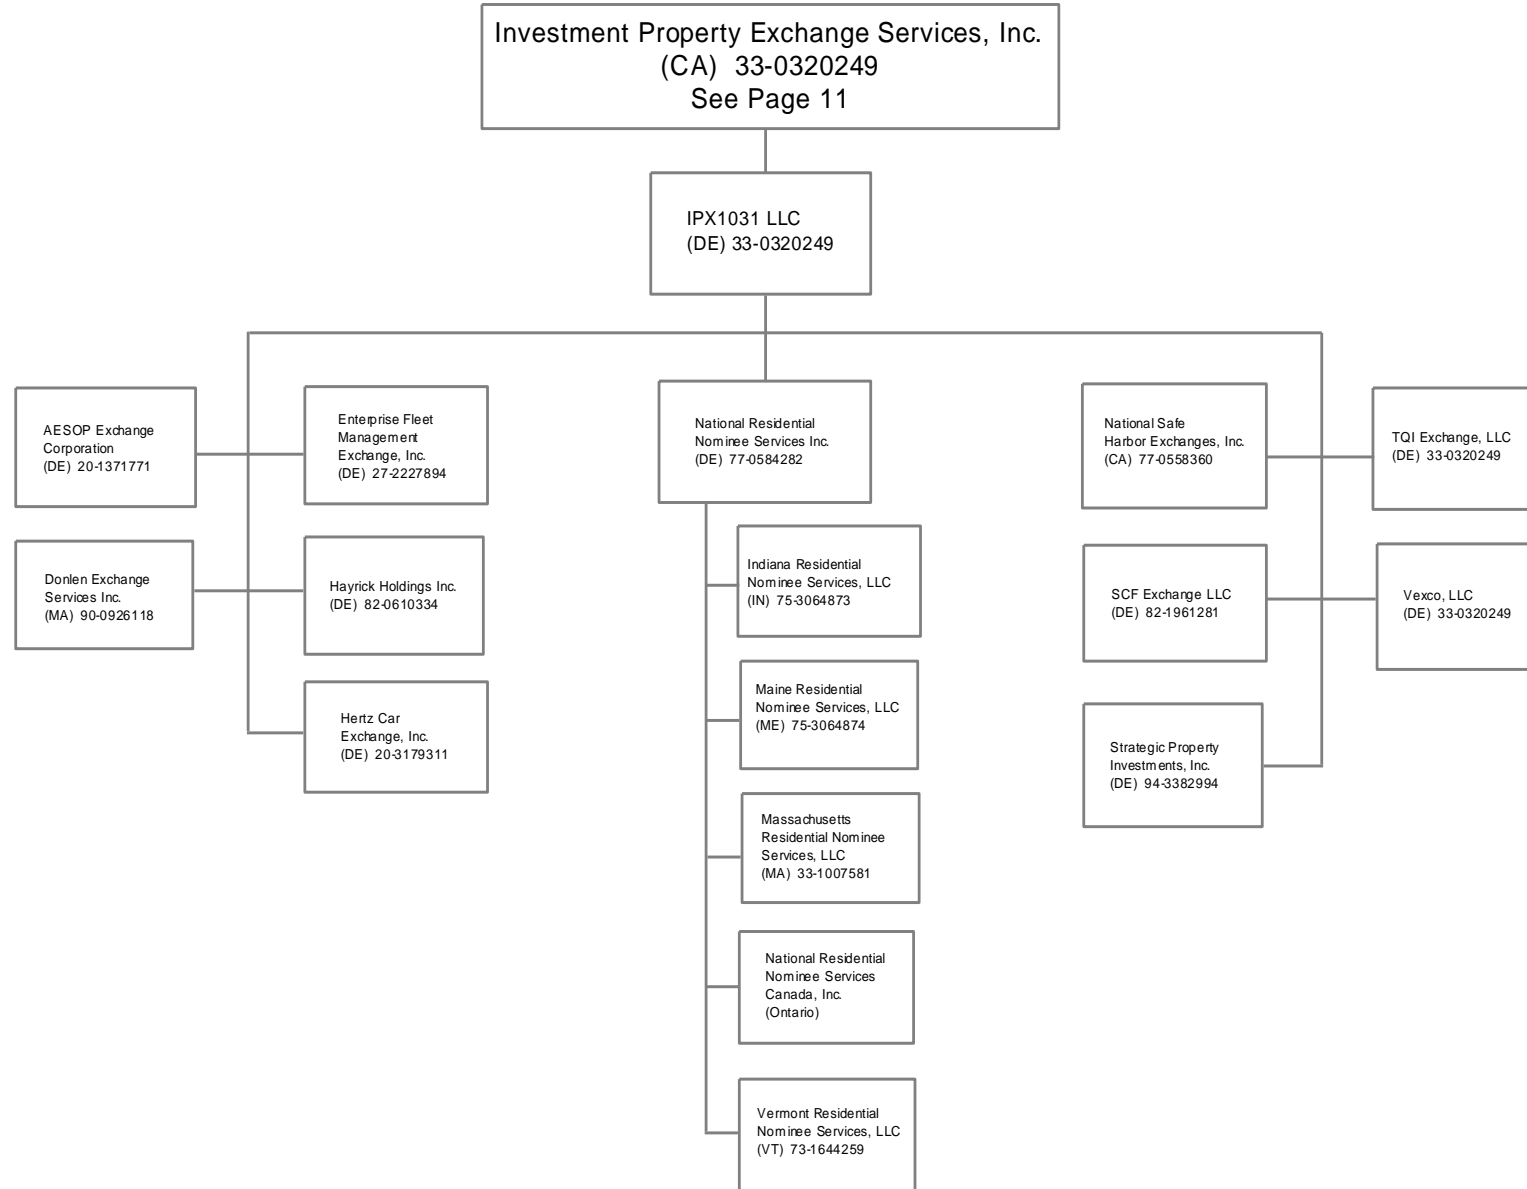 Investment Property Exchange Services, Inc.
(CA) 33-0320249
See Page 11
IPX1031 LLC
(DE) 33-0320249
AESOP Exchange
Corporation
(DE) 20-1371771
Enterprise Fleet
Management
Exchange, Inc.
(DE) 27-2227894
Donlen Exchange
Services Inc.
(MA) 90-0926118
Hayrick Holdings Inc.
(DE) 82-0610334
Hertz Car
Exchange, Inc.
(DE) 20-3179311
National Residential
Nominee Services Inc.
(DE) 77-0584282
Indiana Residential
Nominee Services, LLC
(IN) 75-3064873
Maine Residential
Nominee Services, LLC
(ME) 75-3064874
Massachusetts
Residential Nominee
Services, LLC
(MA) 33-1007581
National Residential
Nominee Services
Canada, Inc.
(Ontario)
Vermont Residential
Nominee Services, LLC
(VT) 73-1644259
National Safe
Harbor Exchanges, Inc.
(CA) 77-0558360
TQI Exchange, LLC
(DE) 33-0320249
SCF Exchange LLC
(DE) 82-1961281
Vexco, LLC
(DE) 33-0320249
Strategic Property
Investments, Inc.
(DE) 94-3382994